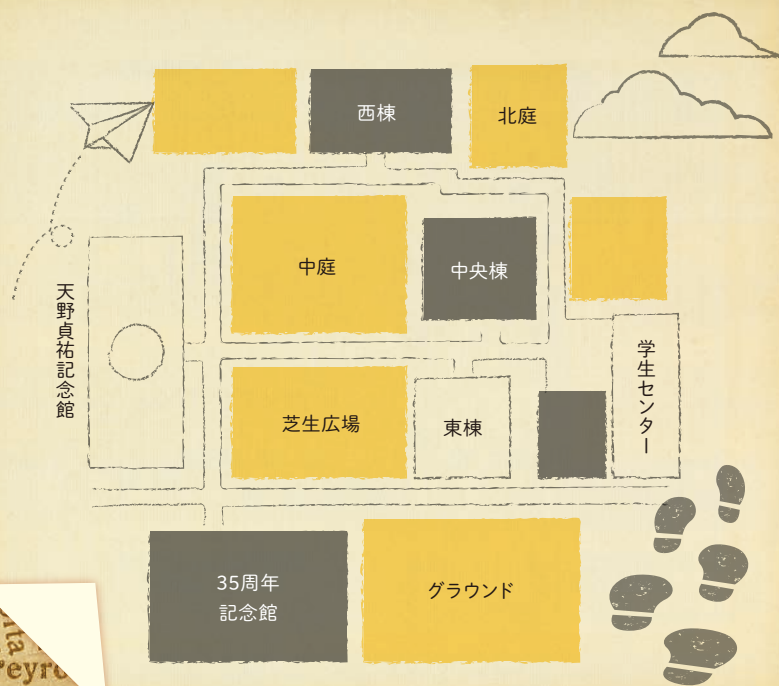 西棟
北庭
中庭
中央棟
天野貞祐記念館
学生センター
芝生広場
東棟
35周年
記念館
グラウンド